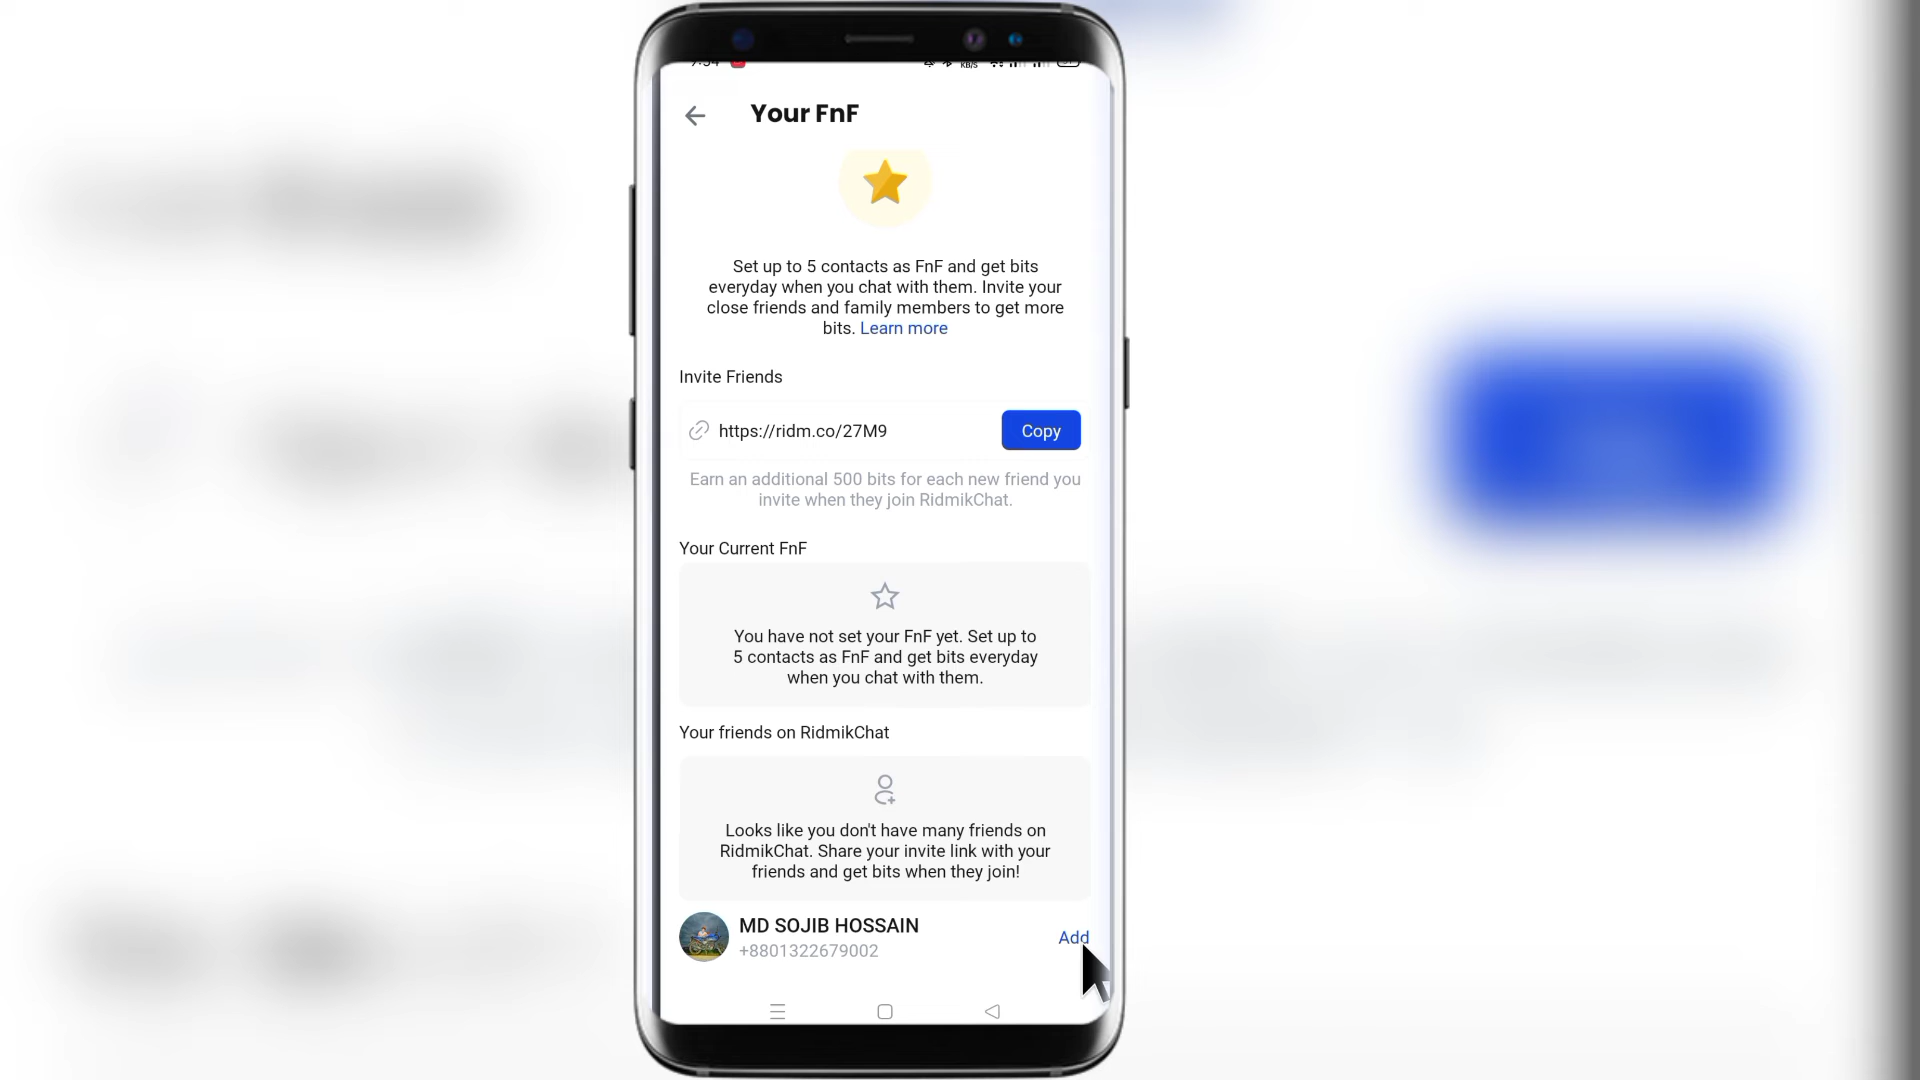 Your FnF
Set up to 5 contacts as FnF and get bits
everyday when you chat with them. Invite your
close friends and family members to get more
bits. Learn more
Invite Friends
https://ridm.co/27M9
Copy
Earn an additional 500 bits for each new friend you
invite when they join RidmikChat.
Your Current FnF
You have not set your FnF yet. Set up to
5 contacts as FnF and get bits everyday
when you chat with them.
Your friends on RidmikChat
Looks like you don't have many friends on
RidmikChat. Share your invite link with your
friends and get bits when they join!
MD SOJIB HOSSAIN
+8801322679002
Add